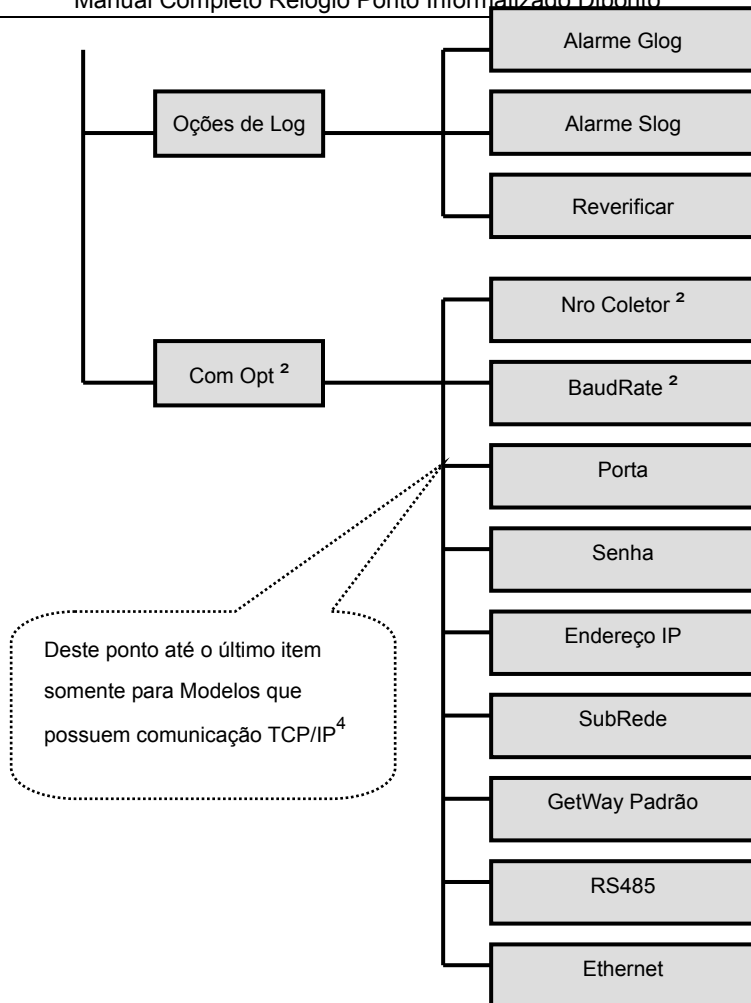 Manual Completo Relógio Ponto Informatizado Diponto
Alarme Glog
Oções de Log
Alarme Slog
Reverificar
Nro Coletor ²
Com Opt ²
BaudRate ²
Porta
Senha
Endereço IP
Deste ponto até o último item
somente para Modelos que
possuem comunicação TCP/IP⁴
SubRede
GetWay Padrão
RS485
Ethernet